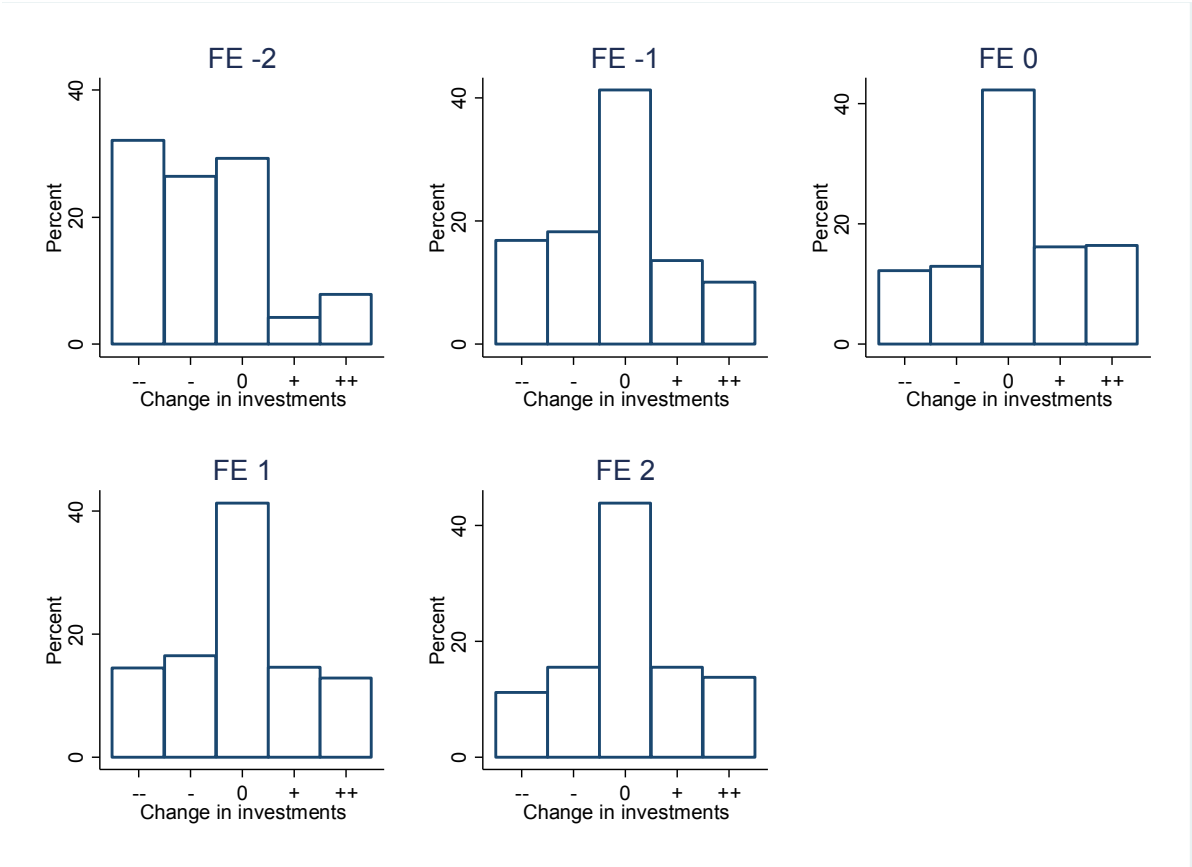 FE -2
Percent
0 20 40
-- - 0 + ++
Change in investments
FE -1
Percent
0 20 40
-- - 0 + ++
Change in investments
FE 0
Percent
0 20 40
-- - 0 + ++
Change in investments
FE 1
Percent
0 20 40
-- - 0 + ++
Change in investments
FE 2
Percent
0 20 40
-- - 0 + ++
Change in investments